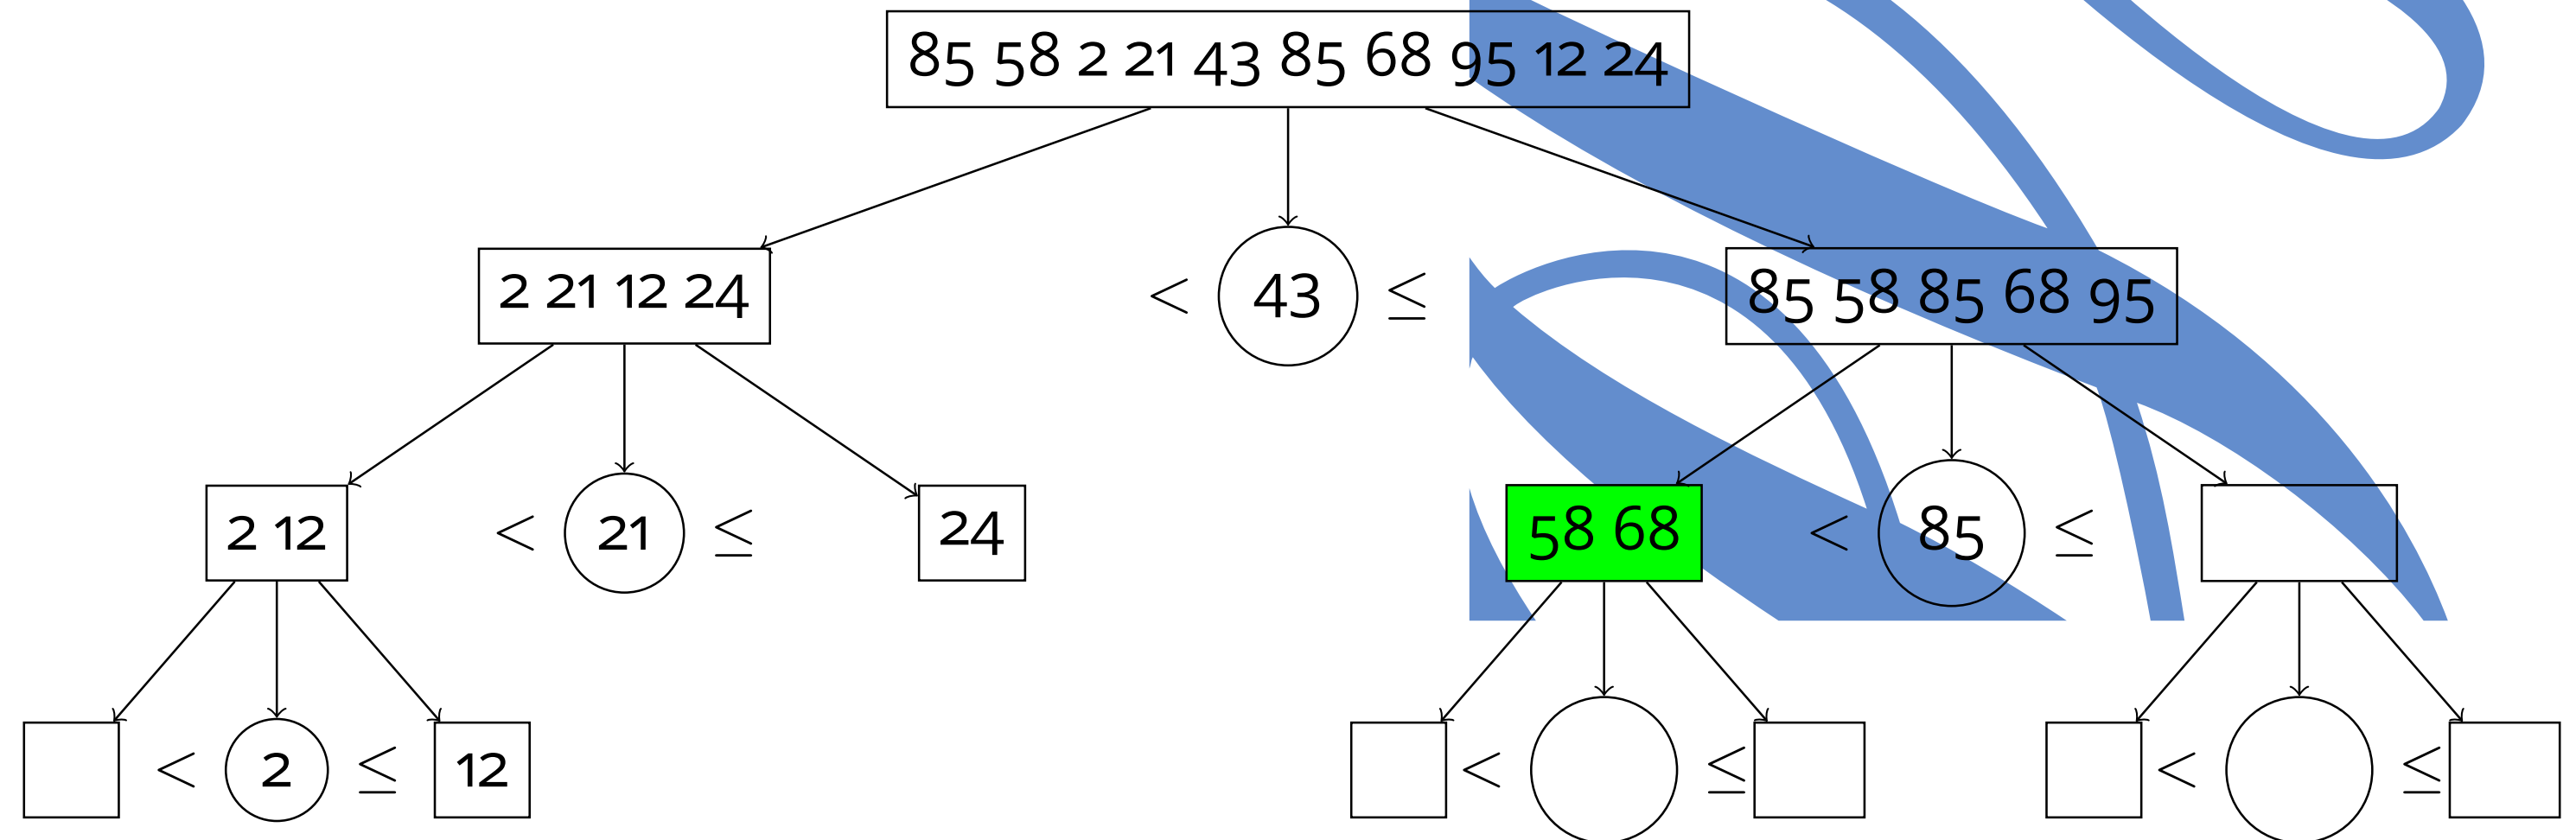 85 58 2 21 43 85 68 95 12 24
2 21 12 24 < 43 ≤ 85 58 85 68 95
2 12 < 21 ≤ 24 58 68 < 85 ≤
< 2 ≤ 12 < ≤ < ≤